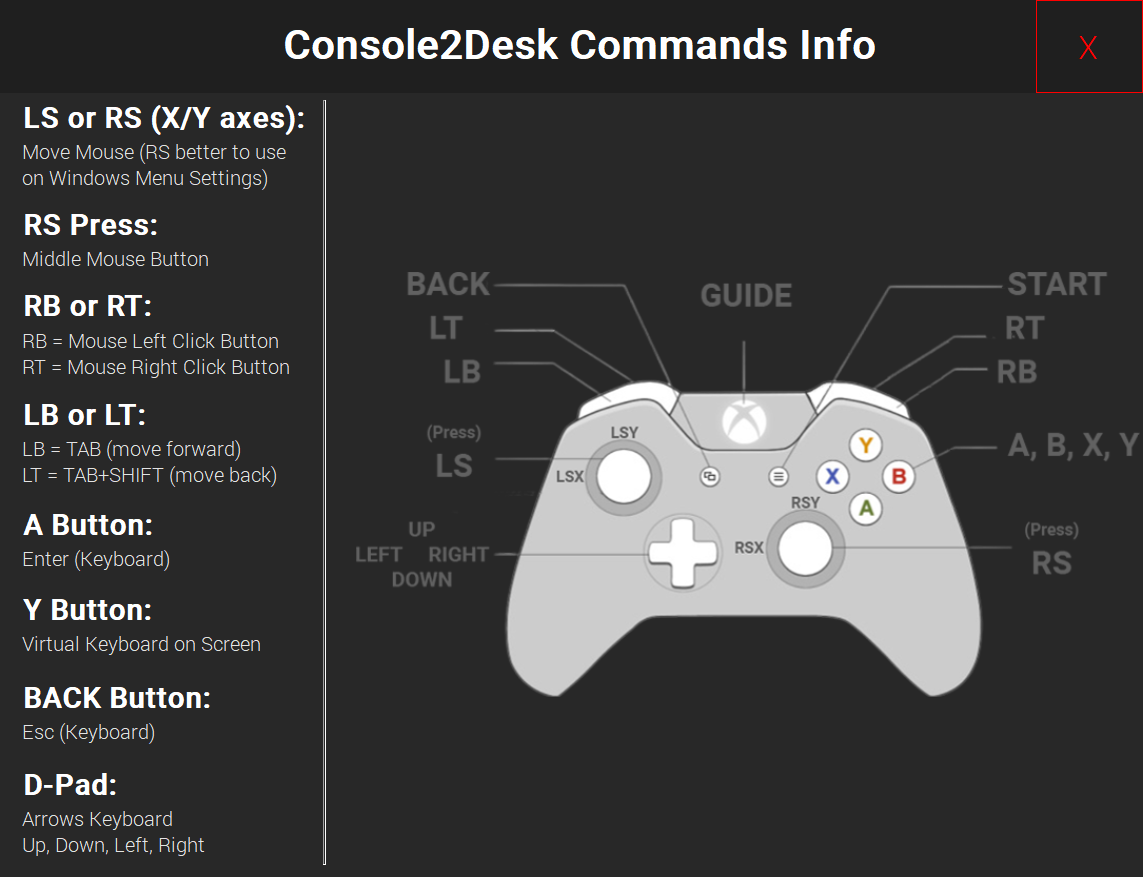 Console2Desk Commands Info
X
LS or RS (X/Y axes):
Move Mouse (RS better to use
on Windows Menu Settings)
RS Press:
Middle Mouse Button
RB or RT:
RB = Mouse Left Click Button
RT = Mouse Right Click Button
LB or LT:
LB = TAB (move forward)
LT = TAB+SHIFT (move back)
A Button:
Enter (Keyboard)
Y Button:
Virtual Keyboard on Screen
BACK Button:
Esc (Keyboard)
D-Pad:
Arrows Keyboard
Up, Down, Left, Right
BACK
GUIDE
START
LT
RT
LB
RB
(Press)
LS
LSY
LSX
Y
X
B
A
A, B, X, Y
RSY
RSX
UP
LEFT RIGHT
DOWN
(Press)
RS